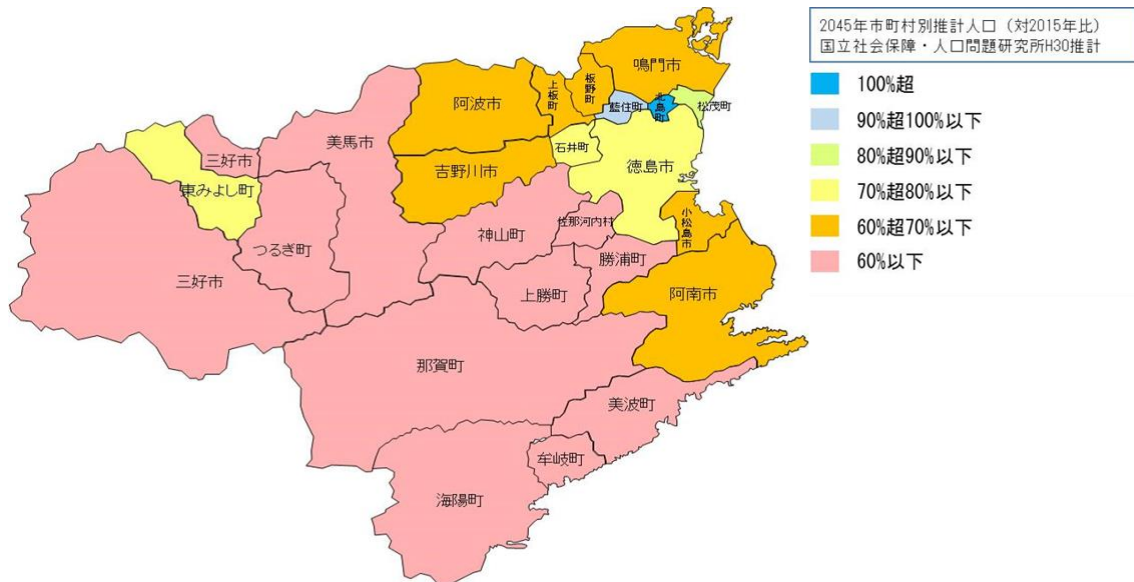 2045年市町村別推計人口(対2015年比)
国立社会保障・人口問題研究所H30推計
100%超
90%超100%以下
80%超90%以下
70%超80%以下
60%超70%以下
60%以下
鳴門市
板野町
上板町
阿波市
藍住町
北島町
松茂町
美馬市
石井町
三好市
徳島市
吉野川市
東みよし町
佐那河内村
小松島市
神山町
つるぎ町
勝浦町
三好市
上勝町
阿南市
那賀町
美波町
牟岐町
海陽町